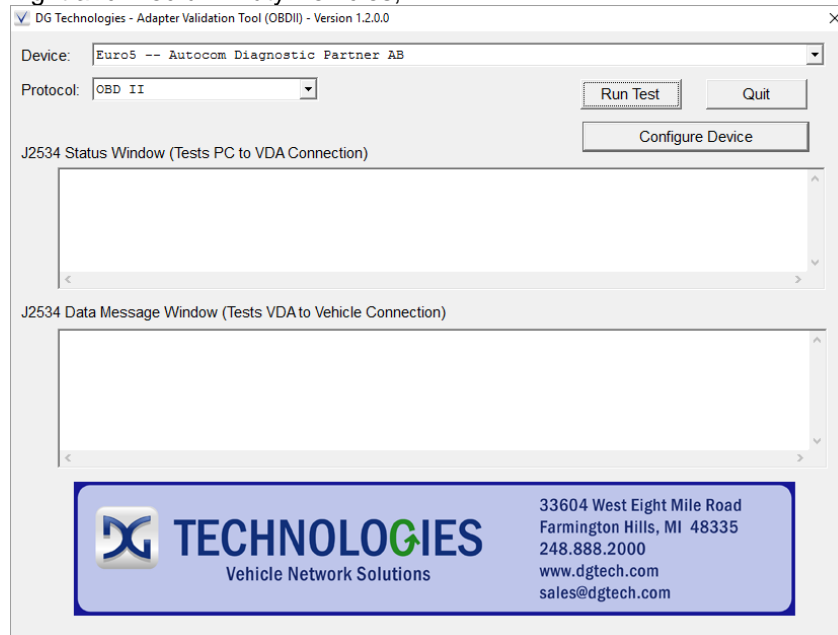 DG Technologies - Adapter Validation Tool (OBDII) - Version 1.2.0.0
Device: Euro5 -- Autocom Diagnostic Partner AB
Protocol: OBD II
Run Test Quit
Configure Device
J2534 Status Window (Tests PC to VDA Connection)
J2534 Data Message Window (Tests VDA to Vehicle Connection)
DG TECHNOLOGIES
Vehicle Network Solutions
33604 West Eight Mile Road
Farmington Hills, MI 48335
248.888.2000
www.dgtech.com
sales@dgtech.com